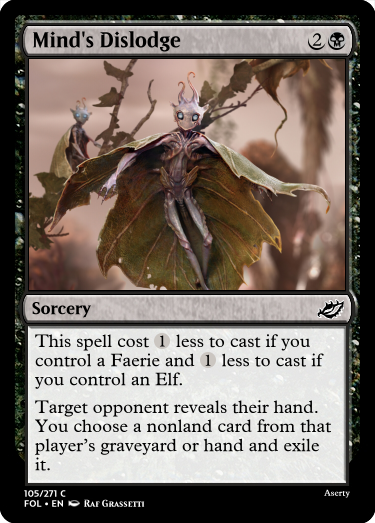 Mind's Dislodge 2
Sorcery
This spell cost 1 less to cast if you
control a Faerie and 1 less to cast if
you control an Elf.
Target opponent reveals their hand.
You choose a nonland card from that
player's graveyard or hand and exile
it.
105/271 C
FOL • EN Raf Grassetti
Aserty